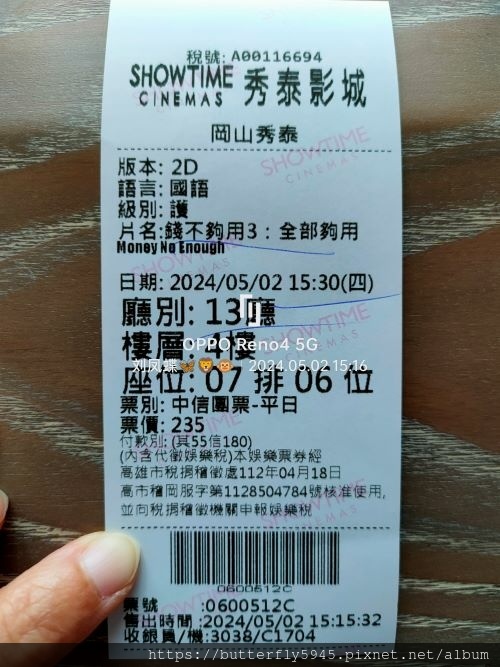 稅號: A00116694
SHOWTIME 秀泰影城
CINEMAS
岡山秀泰
版本: 2D
語言: 國語
級別: 護
片名:錢不夠用3：全部夠用
Money No Enough
日期: 2024/05/02 15:30(四)
廳別: 13廳
樓層: 4樓
OPPO Reno4 5G
刘凤蝶🦋🦁🐵 2024.05.02 15:16
座位: 07 排 06 位
票別: 中信團票-平日
票價: 235
付款別: (其55信180)
(內含代徵娛樂稅)本娛樂票券經
高雄市稅捐稽徵處112年04月18日
高市稽岡服字第1128504784號核准使用,
並向稅捐稽徵機關申報娛樂稅
0600512C
票號 :0600512C
售出時間 :2024/05/02 15:15:32
收銀員/機:3038/C1704
https://butterfly5945.pixnet.net/album